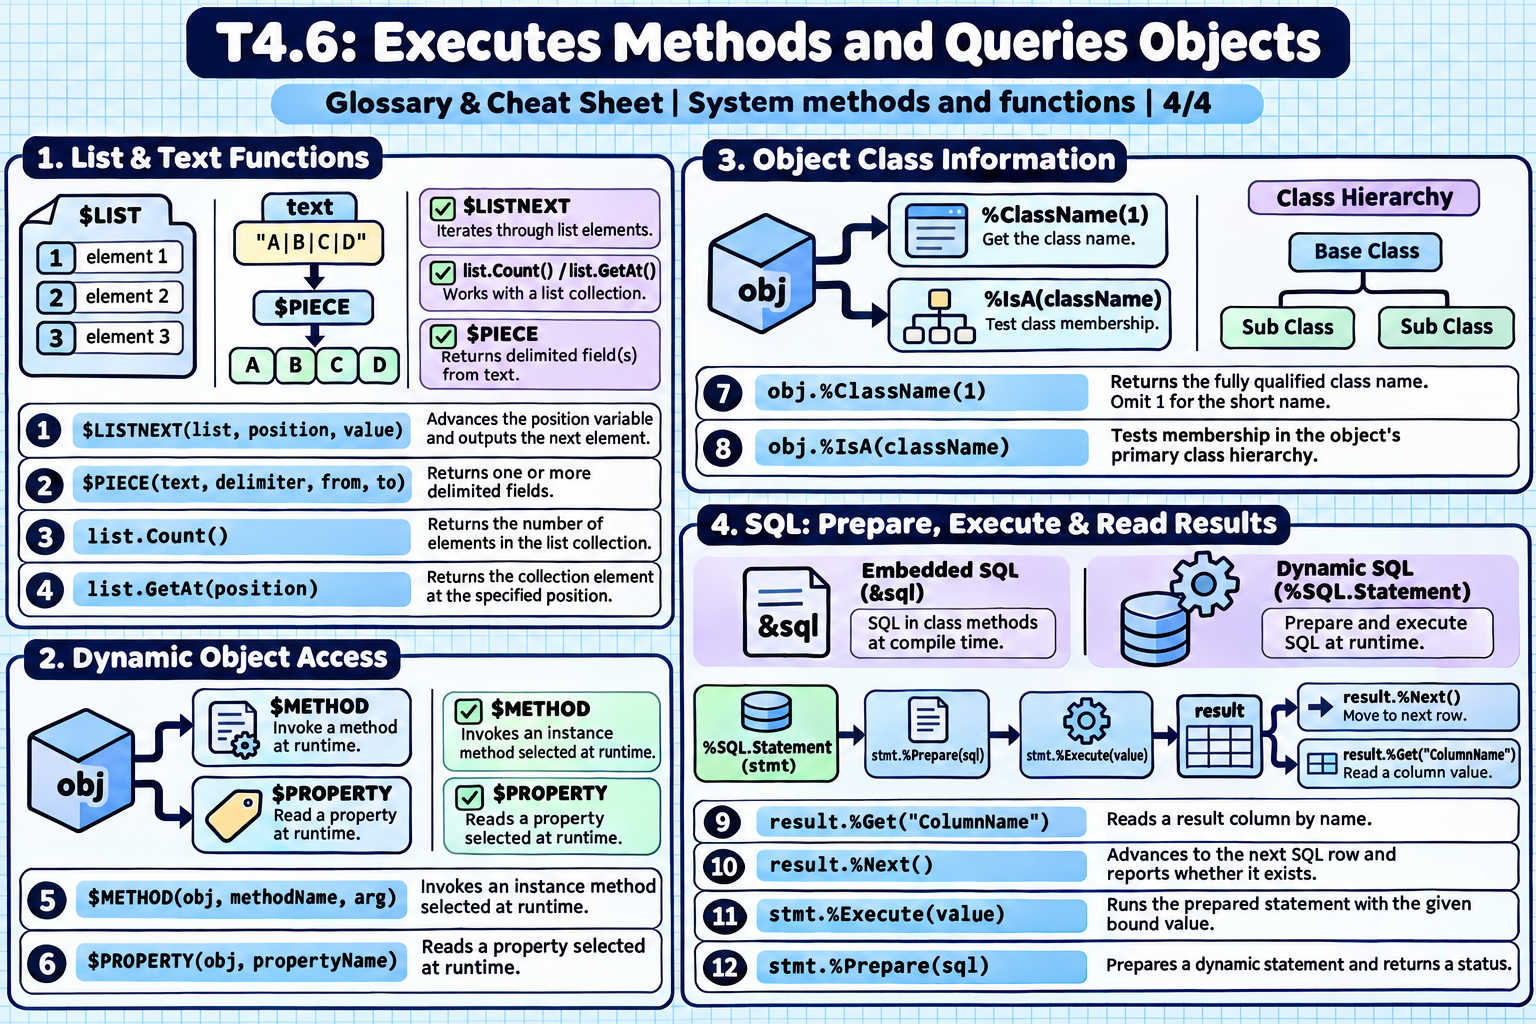 T4.6: Executes Methods and Queries Objects
Glossary & Cheat Sheet | System methods and functions | 4/4
1. List & Text Functions
$LIST
1 element 1
2 element 2
3 element 3
text
"A|B|C|D"
$PIECE
A B C D
$LISTNEXT
Iterates through list elements.
list.Count() / list.GetAt()
Works with a list collection.
$PIECE
Returns delimited field(s)
from text.
1 $LISTNEXT(list, position, value)
Advances the position variable
and outputs the next element.
2 $PIECE(text, delimiter, from, to)
Returns one or more
delimited fields.
3 list.Count()
Returns the number of
elements in the list collection.
4 list.GetAt(position)
Returns the collection element
at the specified position.
2. Dynamic Object Access
obj
$METHOD
Invoke a method
at runtime.
$PROPERTY
Read a property
at runtime.
$METHOD
Invokes an instance
method selected at runtime.
$PROPERTY
Reads a property
selected at runtime.
5 $METHOD(obj, methodName, arg)
Invokes an instance method
selected at runtime.
6 $PROPERTY(obj, propertyName)
Reads a property selected
at runtime.
3. Object Class Information
obj
%ClassName(1)
Get the class name.
%IsA(className)
Test class membership.
Class Hierarchy
Base Class
Sub Class Sub Class
7 obj.%ClassName(1)
Returns the fully qualified class name.
Omit 1 for the short name.
8 obj.%IsA(className)
Tests membership in the object's
primary class hierarchy.
4. SQL: Prepare, Execute & Read Results
&sql
Embedded SQL
(&sql)
SQL in class methods
at compile time.
Dynamic SQL
(%SQL.Statement)
Prepare and execute
SQL at runtime.
%SQL.Statement
(stmt)
stmt.%Prepare(sql)
stmt.%Execute(value)
result
result.%Next()
Move to next row.
result.%Get("ColumnName")
Read a column value.
9 result.%Get("ColumnName")
Reads a result column by name.
10 result.%Next()
Advances to the next SQL row and
reports whether it exists.
11 stmt.%Execute(value)
Runs the prepared statement with the given
bound value.
12 stmt.%Prepare(sql)
Prepares a dynamic statement and returns a status.